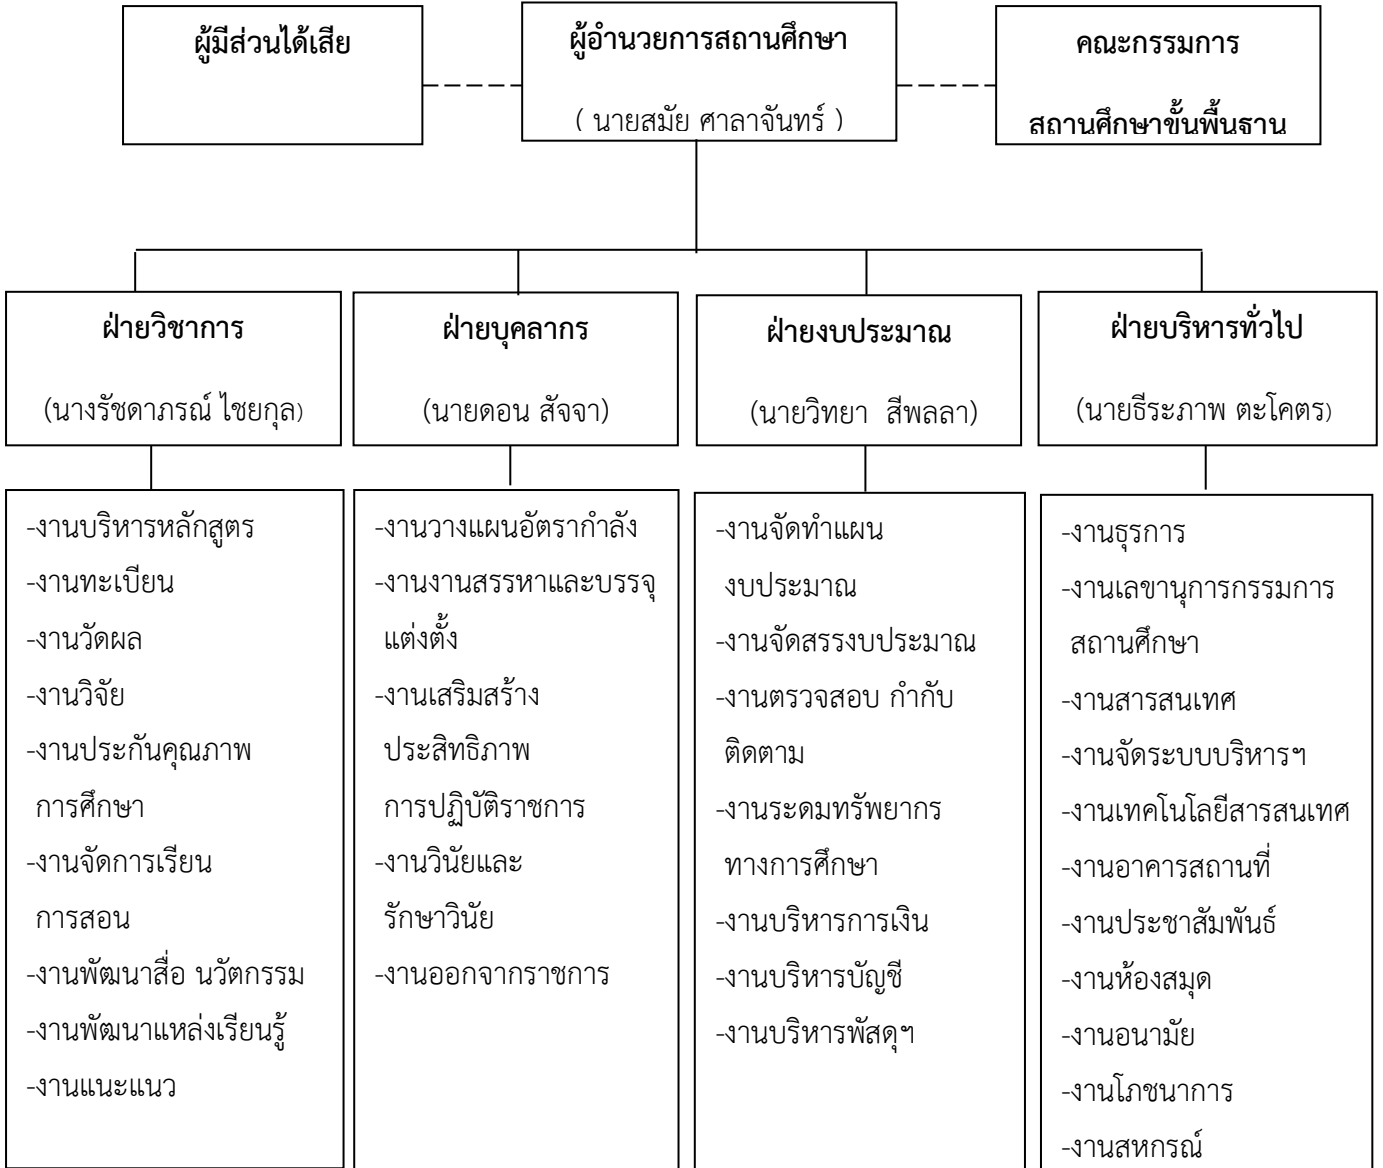 ผู้มีส่วนได้เสีย
ผู้อำนวยการสถานศึกษา
( นายสมัย ศาลาจันทร์ )
คณะกรรมการ
สถานศึกษาขั้นพื้นฐาน
ฝ่ายวิชาการ
(นางรัชดาภรณ์ ไชยกุล)
ฝ่ายบุคลากร
(นายดอน สัจจา)
ฝ่ายงบประมาณ
(นายวิทยา สีพลลา)
ฝ่ายบริหารทั่วไป
(นายธีระภาพ ตะโคตร)
-งานบริหารหลักสูตร
-งานทะเบียน
-งานวัดผล
-งานวิจัย
-งานประกันคุณภาพ
การศึกษา
-งานจัดการเรียน
การสอน
-งานพัฒนาสื่อ นวัตกรรม
-งานพัฒนาแหล่งเรียนรู้
-งานแนะแนว
-งานวางแผนอัตรากำลัง
-งานงานสรรหาและบรรจุ
แต่งตั้ง
-งานเสริมสร้าง
ประสิทธิภาพ
การปฏิบัติราชการ
-งานวินัยและ
รักษาวินัย
-งานออกจากราชการ
-งานจัดทำแผน
งบประมาณ
-งานจัดสรรงบประมาณ
-งานตรวจสอบ กำกับ
ติดตาม
-งานระดมทรัพยากร
ทางการศึกษา
-งานบริหารการเงิน
-งานบริหารบัญชี
-งานบริหารพัสดุฯ
-งานธุรการ
-งานเลขานุการกรรมการ
สถานศึกษา
-งานสารสนเทศ
-งานจัดระบบบริหารฯ
-งานเทคโนโลยีสารสนเทศ
-งานอาคารสถานที่
-งานประชาสัมพันธ์
-งานห้องสมุด
-งานอนามัย
-งานโภชนาการ
-งานสหกรณ์